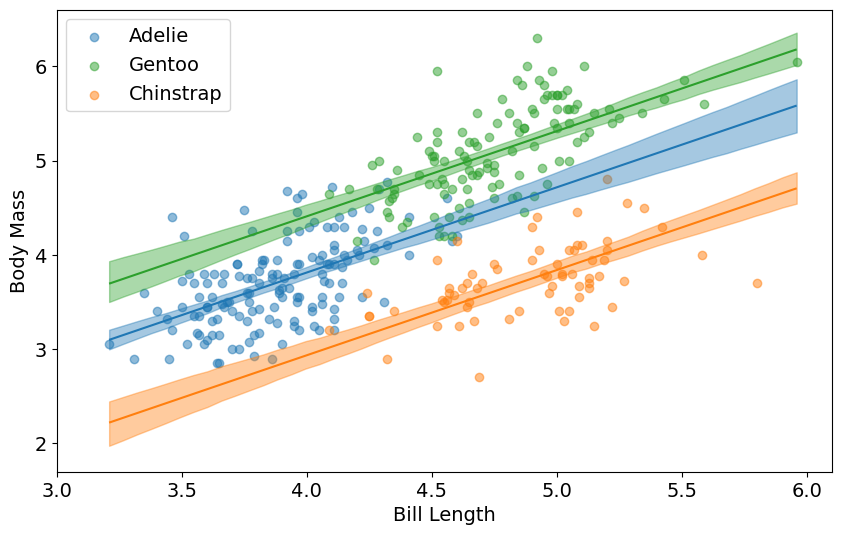 Adelie
Gentoo
Chinstrap
Body Mass
6
5
4
3
2
3.0 3.5 4.0 4.5 5.0 5.5 6.0
Bill Length